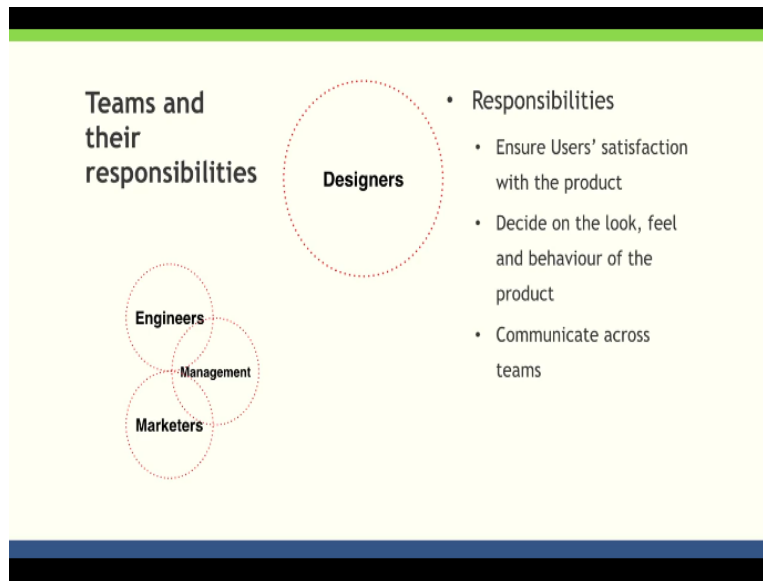 Teams and
their
responsibilities
Designers
Engineers
Management
Marketers
• Responsibilities
• Ensure Users’ satisfaction
with the product
• Decide on the look, feel
and behaviour of the
product
• Communicate across
teams